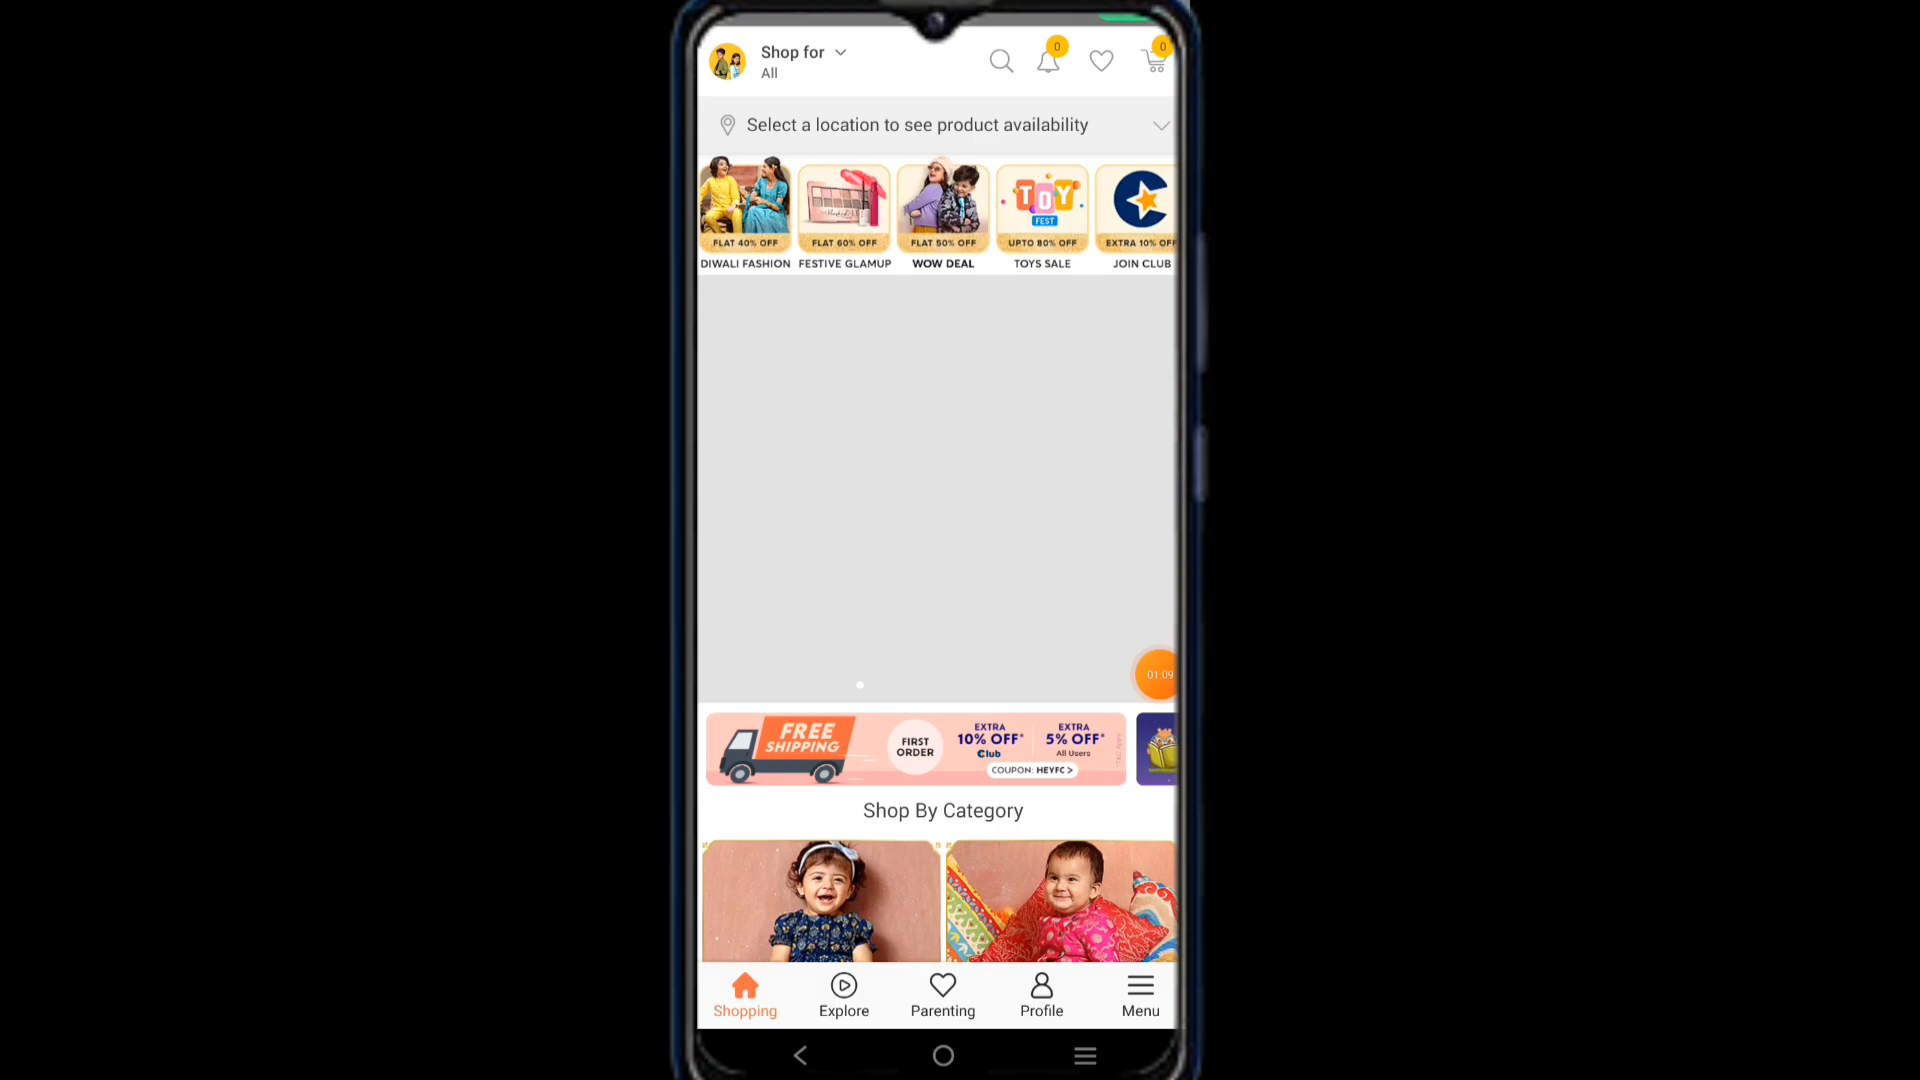 Shop for
All
0
0
Select a location to see product availability
TOY
FEST
FLAT 40% OFF
FLAT 60% OFF
FLAT 50% OFF
UPTO 80% OFF
EXTRA 10% OFF
DIWALI FASHION
FESTIVE GLAMUP
WOW DEAL
TOYS SALE
JOIN CLUB
01:09
FREE
SHIPPING
FIRST
ORDER
EXTRA
10% OFF*
Club
EXTRA
5% OFF*
All Users
COUPON: HEYFC >
Shop By Category
Shopping
Explore
Parenting
Profile
Menu